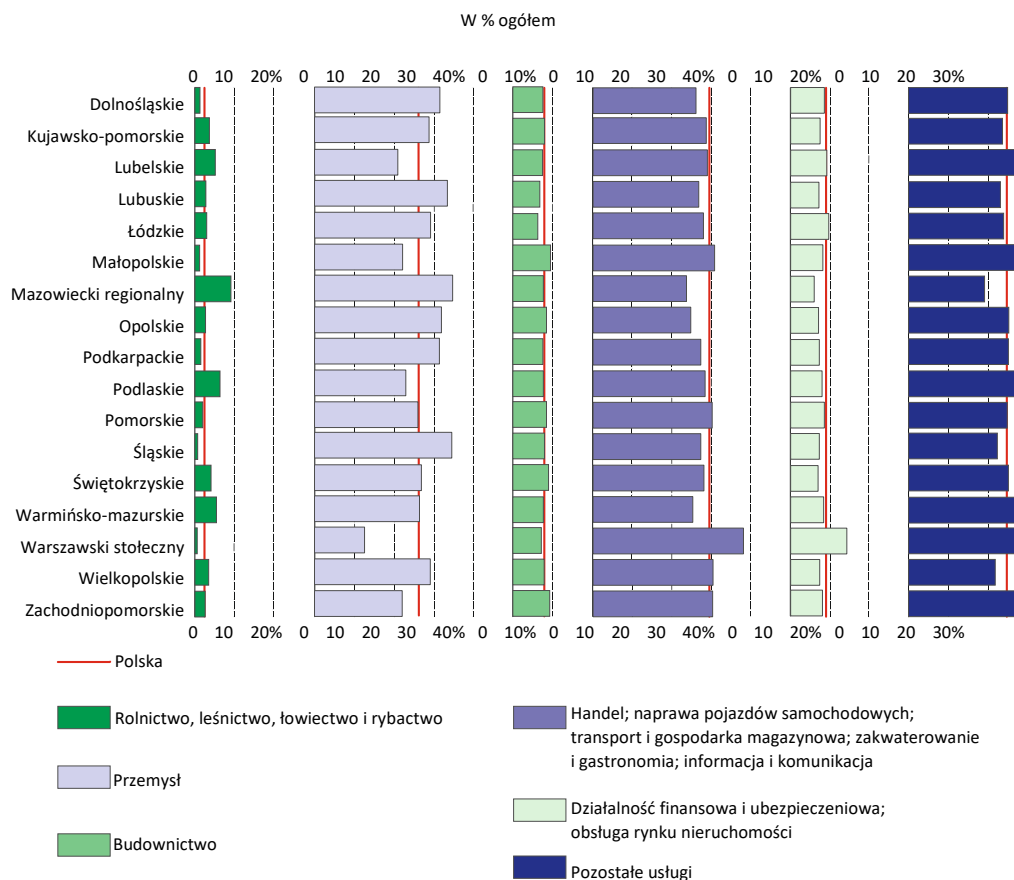 W % ogółem
0 10 20% 0 10 20 30 40% 0 10% 0 10 20 30 40% 0 10 20% 0 10 20 30%
Dolnośląskie
Kujawsko-pomorskie
Lubelskie
Lubuskie
Łódzkie
Małopolskie
Mazowiecki regionalny
Opolskie
Podkarpackie
Podlaskie
Pomorskie
Śląskie
Świętokrzyskie
Warmińsko-mazurskie
Warszawski stołeczny
Wielkopolskie
Zachodniopomorskie
0 10 20% 0 10 20 30 40% 0 10% 0 10 20 30 40% 0 10 20% 0 10 20 30%
Polska
Rolnictwo, leśnictwo, łowiectwo i rybactwo
Przemysł
Budownictwo
Handel; naprawa pojazdów samochodowych;
transport i gospodarka magazynowa; zakwaterowanie
i gastronomia; informacja i komunikacja
Działalność finansowa i ubezpieczeniowa;
obsługa rynku nieruchomości
Pozostałe usługi